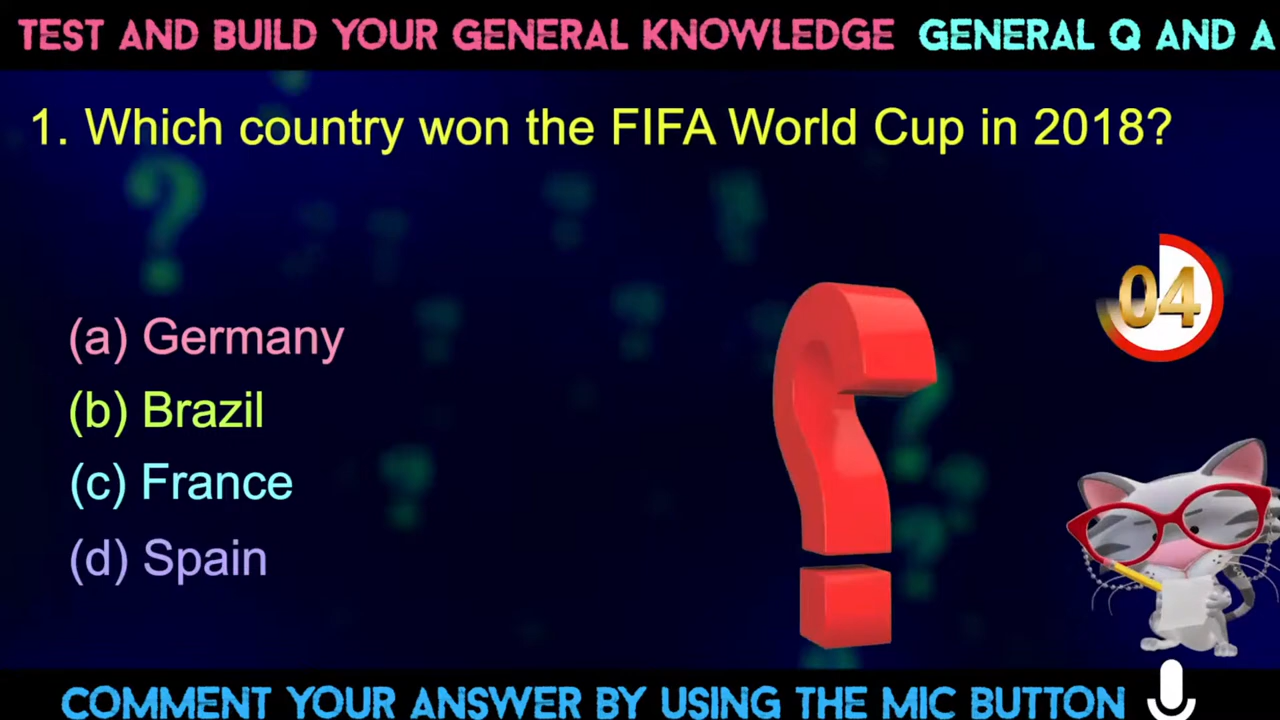 TEST AND BUILD YOUR GENERAL KNOWLEDGE GENERAL Q AND A
1. Which country won the FIFA World Cup in 2018?
04
(a) Germany
(b) Brazil
(c) France
(d) Spain
COMMENT YOUR ANSWER BY USING THE MIC BUTTON